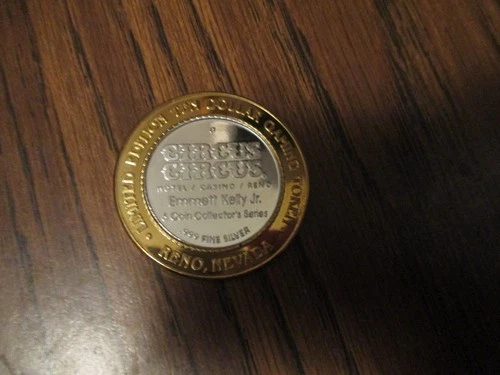 LIMITED EDITION TEN DOLLAR GAMING TOKEN
CIRCUS
CIRCUS
HOTEL / CASINO / RENO
Emmett Kelly Jr.
5 Coin Collector's Series
.999 FINE SILVER
RENO, NEVADA